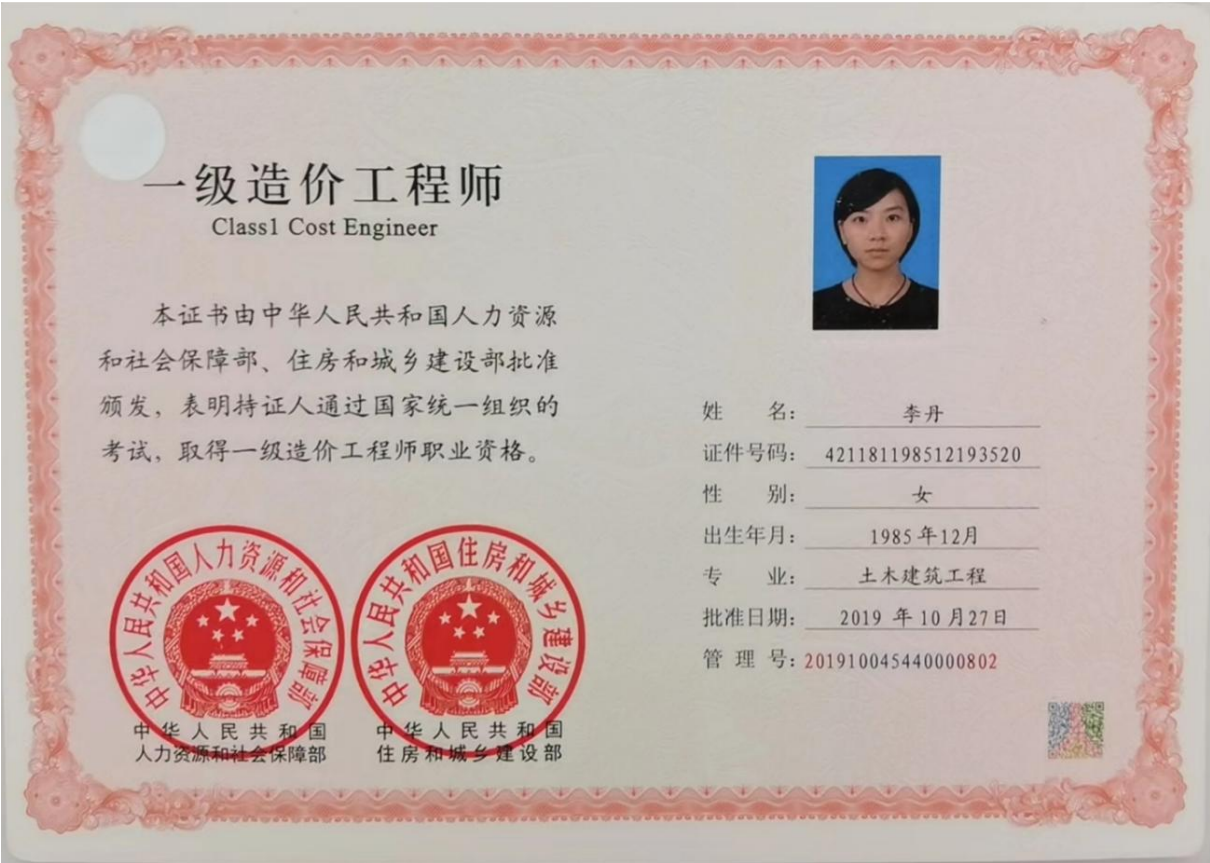 一级造价工程师
Class1 Cost Engineer
本证书由中华人民共和国人力资源
和社会保障部、住房和城乡建设部批准
颁发，表明持证人通过国家统一组织的
考试，取得一级造价工程师职业资格。
中华人民共和国人力资源和社会保障部
中华人民共和国住房和城乡建设部
中华人民共和国
人力资源和社会保障部
中华人民共和国
住房和城乡建设部
姓名：李丹
证件号码：421181198512193520
性别：女
出生年月：1985年12月
专业：土木建筑工程
批准日期：2019年10月27日
管理号：201910045440000802